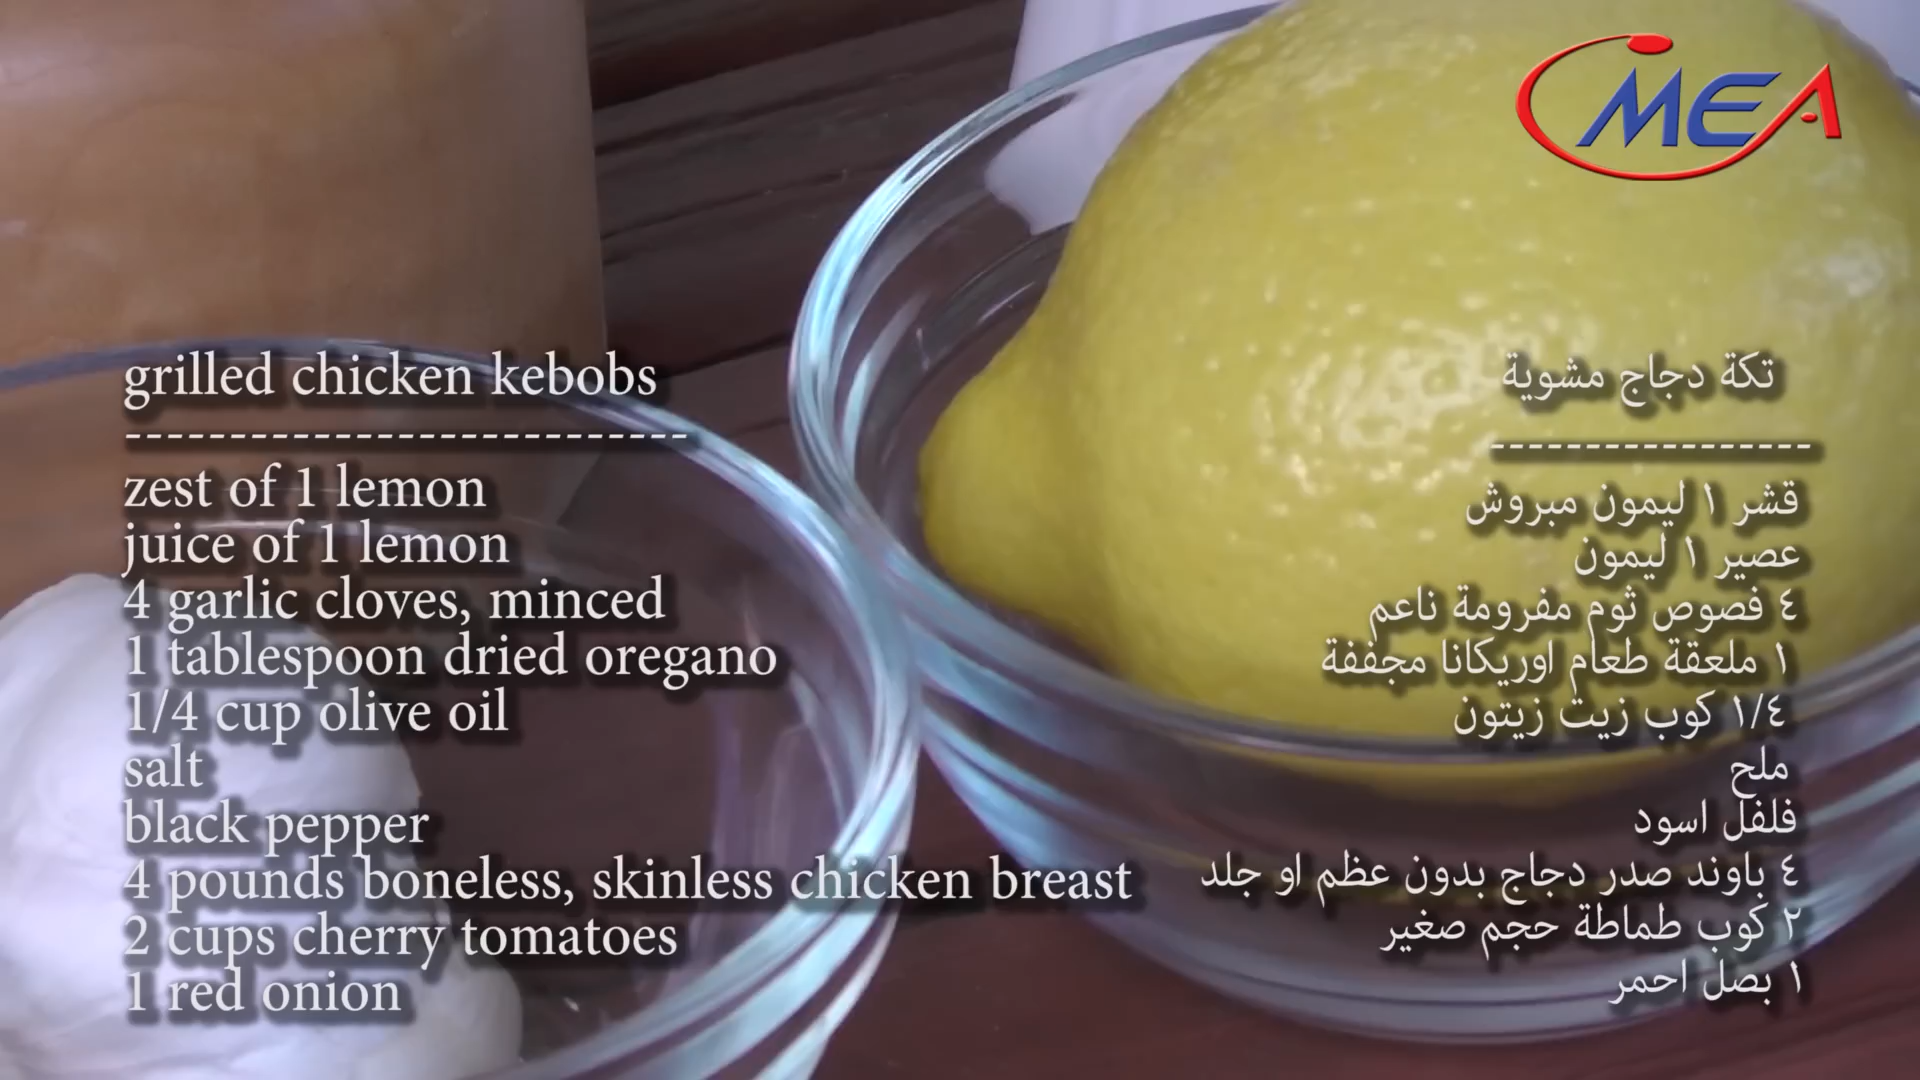 MEA
grilled chicken kebobs
---------------------------
zest of 1 lemon
juice of 1 lemon
4 garlic cloves, minced
1 tablespoon dried oregano
1/4 cup olive oil
salt
black pepper
4 pounds boneless, skinless chicken breast
2 cups cherry tomatoes
1 red onion
تكة دجاج مشوية
-----------------
قشر ١ ليمون مبروش
عصير ١ ليمون
٤ فصوص ثوم مفرومة ناعم
١ ملعقة طعام اوريكانا مجففة
١/٤ كوب زيت زيتون
ملح
فلفل اسود
٤ باوند صدر دجاج بدون عظم او جلد
٢ كوب طماطة حجم صغير
١ بصل احمر